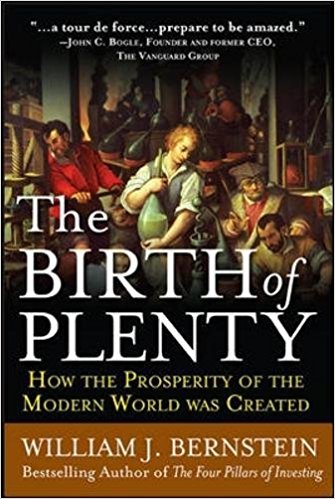 "...a tour de force...prepare to be amazed."
–John C. Bogle, Founder and former CEO,
The Vanguard Group
The
BIRTH of
PLENTY
How the Prosperity of the
Modern World was Created
WILLIAM J. BERNSTEIN
Bestselling Author of The Four Pillars of Investing